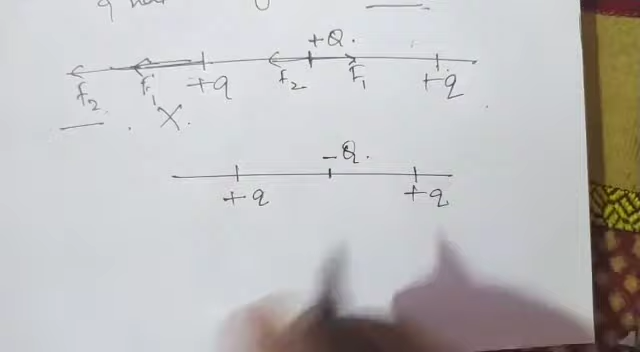 +Q.
F₂ F₁ +q F₂ F₁ +q
X.
-Q.
+q +q